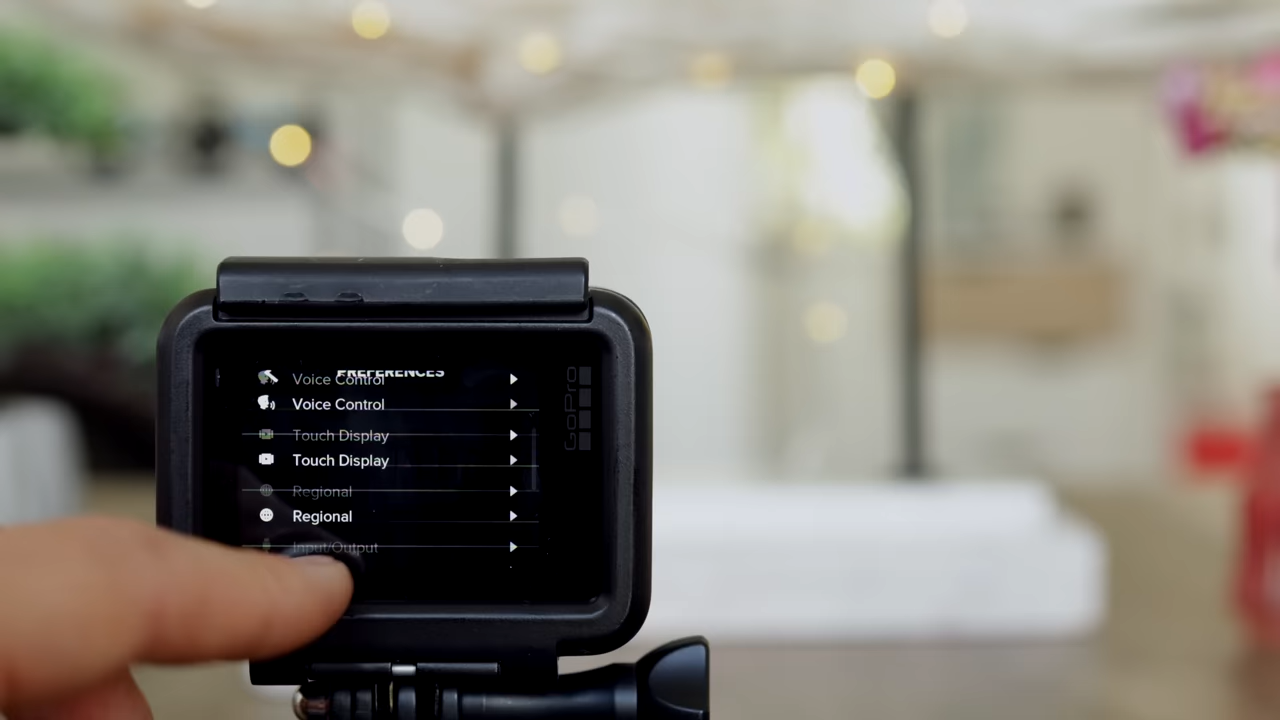 PREFERENCES
Voice Control
Voice Control
Touch Display
Touch Display
Regional
Regional
Input/Output
GoPro